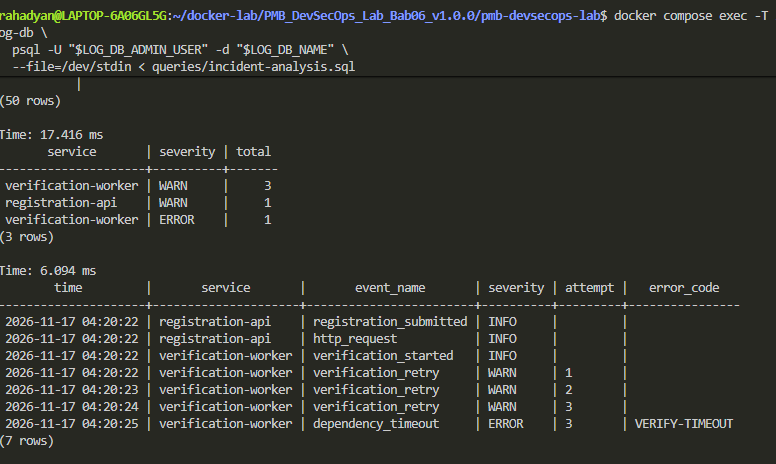 rahadyan@LAPTOP-6A06GL5G:~/docker-lab/PMB_DevSecOps_Lab_Bab06_v1.0.0/pmb-devsecops-lab$ docker compose exec -T
og-db \
  psql -U "$LOG_DB_ADMIN_USER" -d "$LOG_DB_NAME" \
  --file=/dev/stdin < queries/incident-analysis.sql
          |
(50 rows)

Time: 17.416 ms
       service       | severity | total
---------------------+----------+-------
 verification-worker | WARN     |     3
 registration-api    | WARN     |     1
 verification-worker | ERROR    |     1
(3 rows)

Time: 6.094 ms
        time         |       service       |      event_name        | severity | attempt |   error_code
---------------------+---------------------+------------------------+----------+---------+----------------
 2026-11-17 04:20:22 | registration-api    | registration_submitted | INFO     |         |
 2026-11-17 04:20:22 | registration-api    | http_request           | INFO     |         |
 2026-11-17 04:20:22 | verification-worker | verification_started   | INFO     |         |
 2026-11-17 04:20:22 | verification-worker | verification_retry     | WARN     | 1       |
 2026-11-17 04:20:23 | verification-worker | verification_retry     | WARN     | 2       |
 2026-11-17 04:20:24 | verification-worker | verification_retry     | WARN     | 3       |
 2026-11-17 04:20:25 | verification-worker | dependency_timeout     | ERROR    | 3       | VERIFY-TIMEOUT
(7 rows)